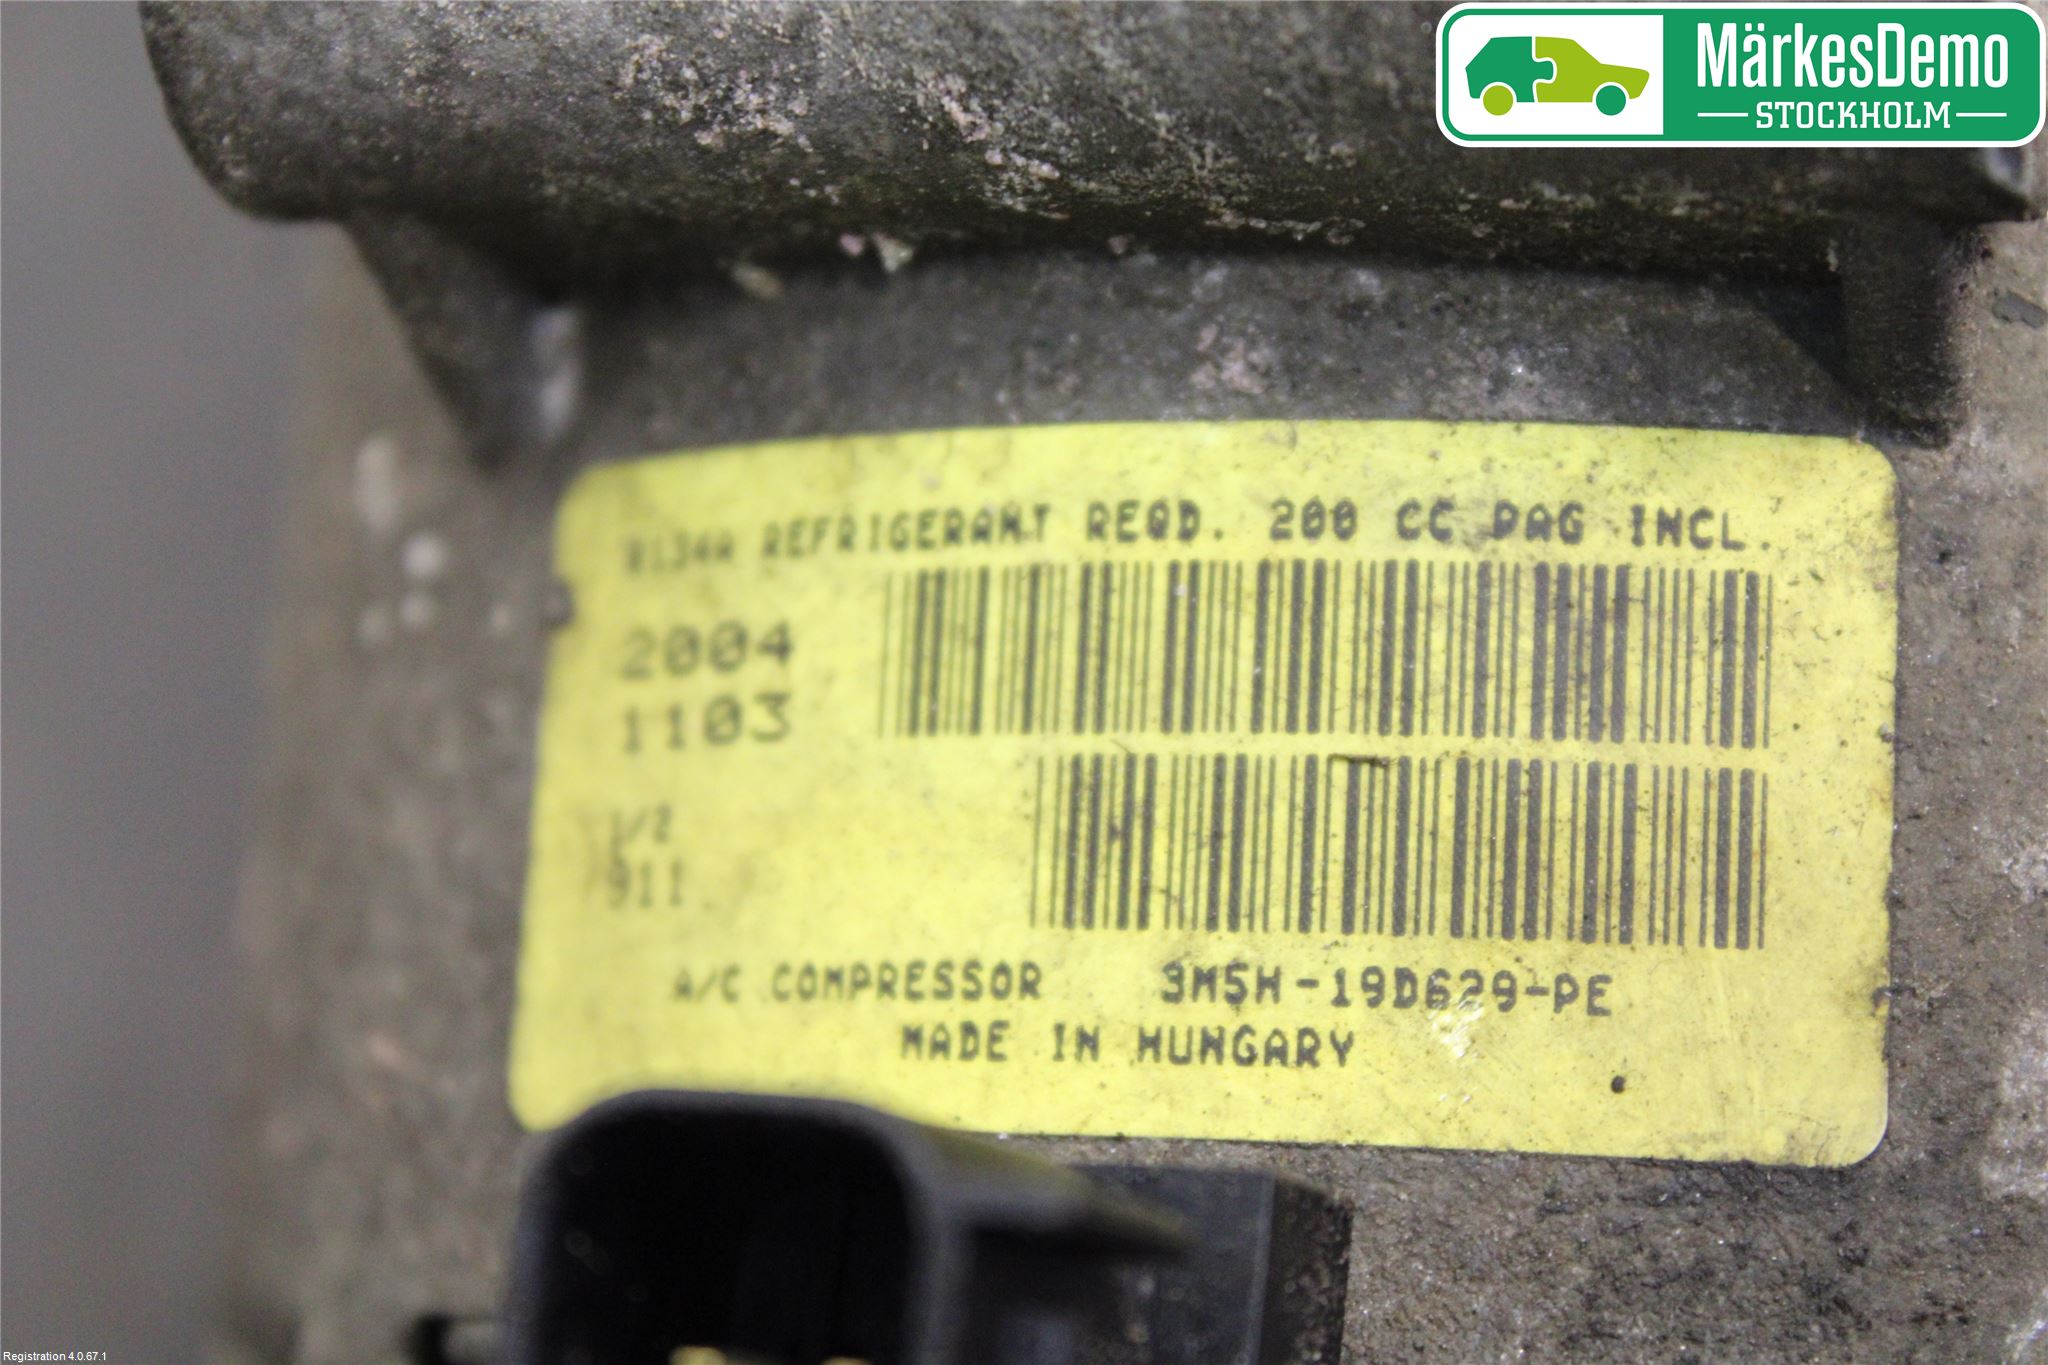 MärkesDemo
STOCKHOLM
R134A REFRIGERANT REQD. 200 CC PAG INCL.
2004
1103
1/2
911
A/C COMPRESSOR 3M5H-19D629-PE
MADE IN HUNGARY
Registration 4.0.67.1